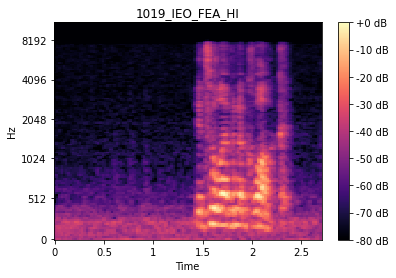 1019_IEO_FEA_HI
+0 dB
8192
-10 dB
4096
-20 dB
-30 dB
2048
Hz
-40 dB
1024
-50 dB
512
-60 dB
-70 dB
0
-80 dB
0 0.5 1 1.5 2 2.5
Time